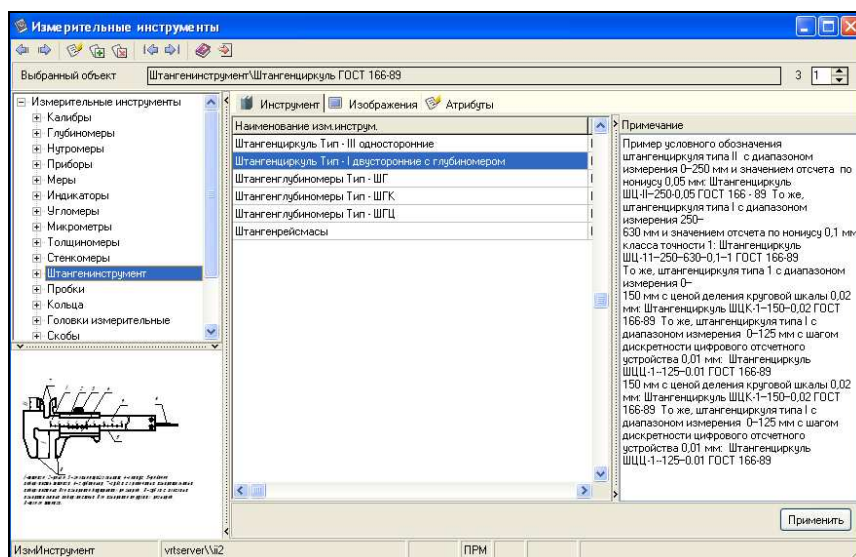 Измерительные инструменты
Выбранный объект
Штангенинструмент\Штангенциркуль ГОСТ 166-89
3
1
Измерительные инструменты
Калибры
Глубиномеры
Нутромеры
Приборы
Меры
Индикаторы
Угломеры
Микрометры
Толщиномеры
Стенкомеры
Штангенинструмент
Пробки
Кольца
Головки измерительные
Скобы
Инструмент
Изображения
Атрибуты
Наименование изм.инструм.
Штангенциркуль Тип - III односторонние
Штангенциркуль Тип - I двусторонние с глубиномером
Штангенглубиномеры Тип - ШГ
Штангенглубиномеры Тип - ШГК
Штангенглубиномеры Тип - ШГЦ
Штангенрейсмасы
Примечание
Пример условного обозначения
штангенциркуля типа II с диапазоном
измерения 0-250 мм и значением отсчета по
нониусу 0,05 мм: Штангенциркуль
ШЦ-II-250-0,05 ГОСТ 166 - 89 То же,
штангенциркуля типа I с диапазоном
измерения 250–
630 мм и значением отсчета по нониусу 0,1 мм
класса точности 1: Штангенциркуль
ШЦ-11-250-630-0,1-1 ГОСТ 166-89
То же, штангенциркуля типа 1 с диапазоном
измерения 0–
150 мм с ценой деления круговой шкалы 0,02
мм: Штангенциркуль ШЦК-1-150-0,02 ГОСТ
166-89 То же, штангенциркуля типа I с
диапазоном измерения 0-125 мм с шагом
дискретности цифрового отсчетного
устройства 0,01 мм: Штангенциркуль
ШЦЦ-1--125-0.01 ГОСТ 166-89
150 мм с ценой деления круговой шкалы 0,02
мм: Штангенциркуль ШЦК-1-150-0,02 ГОСТ
166-89 То же, штангенциркуля типа I с
диапазоном измерения 0-125 мм с шагом
дискретности цифрового отсчетного
устройства 0,01 мм: Штангенциркуль
ШЦЦ-1--125-0.01 ГОСТ 166-89
Применить
ИзмИнструмент
vrtserver\\ii2
ПРМ